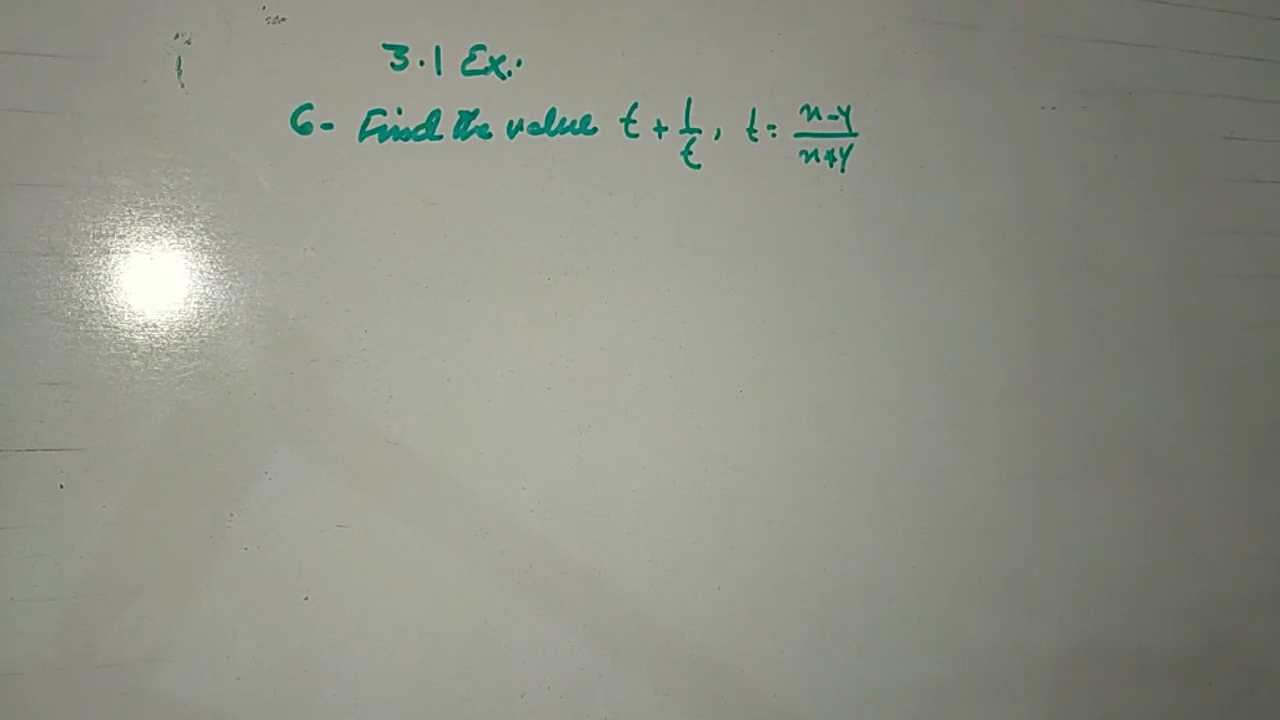 3.1 Ex.
6- Find the value t + 1/t, t = x-y/x+y